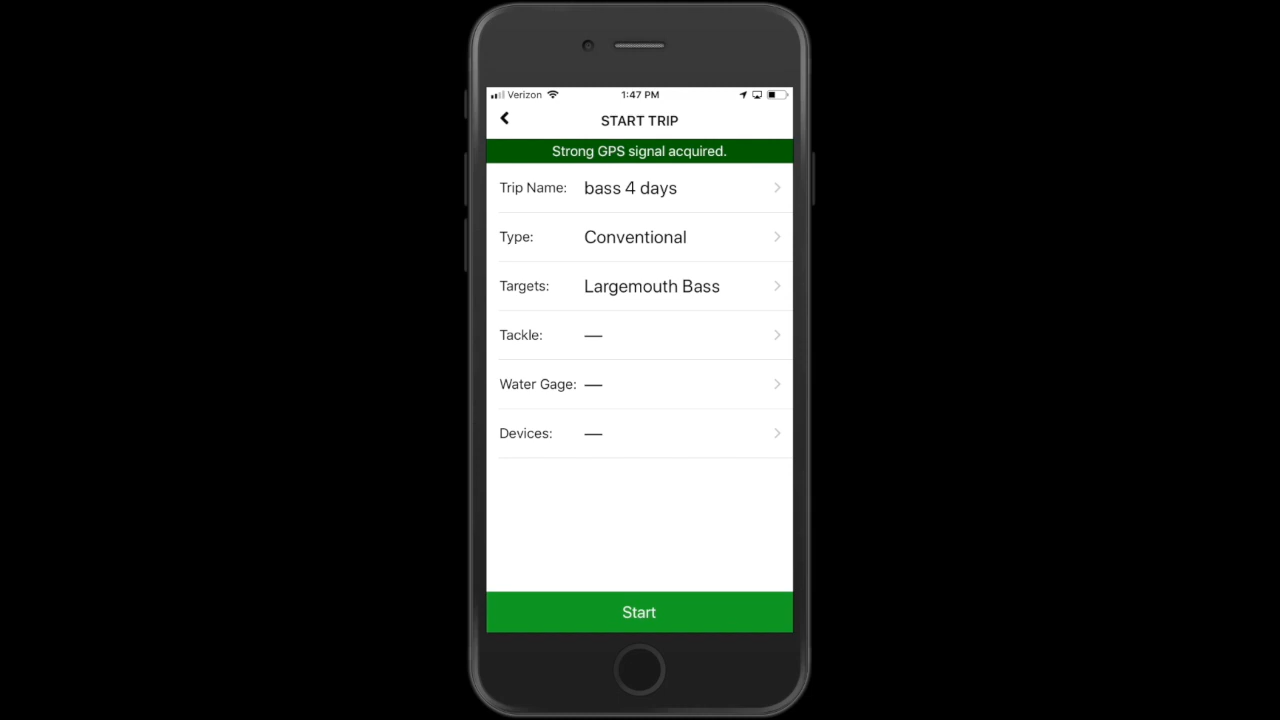 Verizon 1:47 PM
START TRIP
Strong GPS signal acquired.
Trip Name: bass 4 days
Type: Conventional
Targets: Largemouth Bass
Tackle: —
Water Gage: —
Devices: —
Start